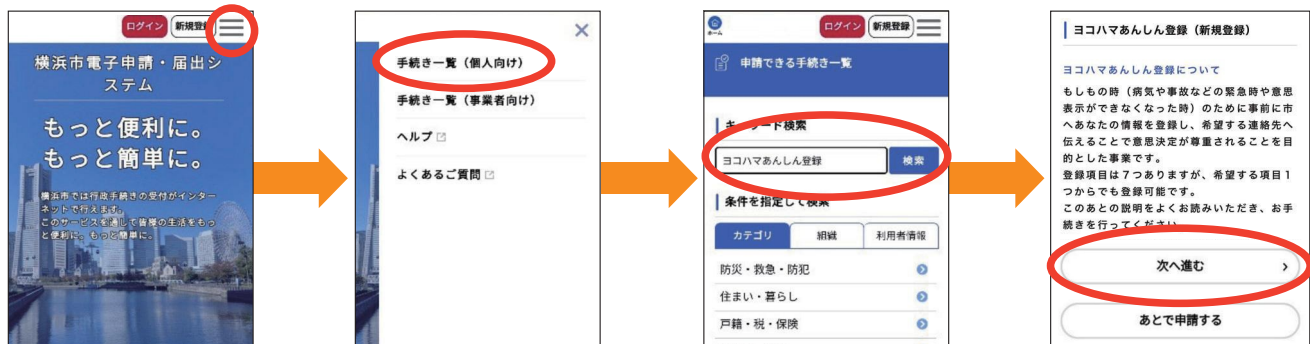 ログイン
新規登録
横浜市電子申請・届出シ
ステム
もっと便利に。
もっと簡単に。
横浜市では行政手続きの受付がインター
ネットで行えます。
このサービスを通して皆様の生活をもっ
と便利に。もっと簡単に。
手続き一覧（個人向け）
手続き一覧（事業者向け）
ヘルプ
よくあるご質問
ホーム
ログイン
新規登録
申請できる手続き一覧
キーワード検索
ヨコハマあんしん登録
検索
条件を指定して検索
カテゴリ
組織
利用者情報
防災・救急・防犯
住まい・暮らし
戸籍・税・保険
ヨコハマあんしん登録（新規登録）
ヨコハマあんしん登録について
もしもの時（病気や事故などの緊急時や意思
表示ができなくなった時）のために事前に市
へあなたの情報を登録し、希望する連絡先へ
伝えることで意思決定が尊重されることを目
的とした事業です。
登録項目は７つありますが、希望する項目１
つからでも登録可能です。
このあとの説明をよくお読みいただき、お手
続きを行ってください
次へ進む
あとで申請する